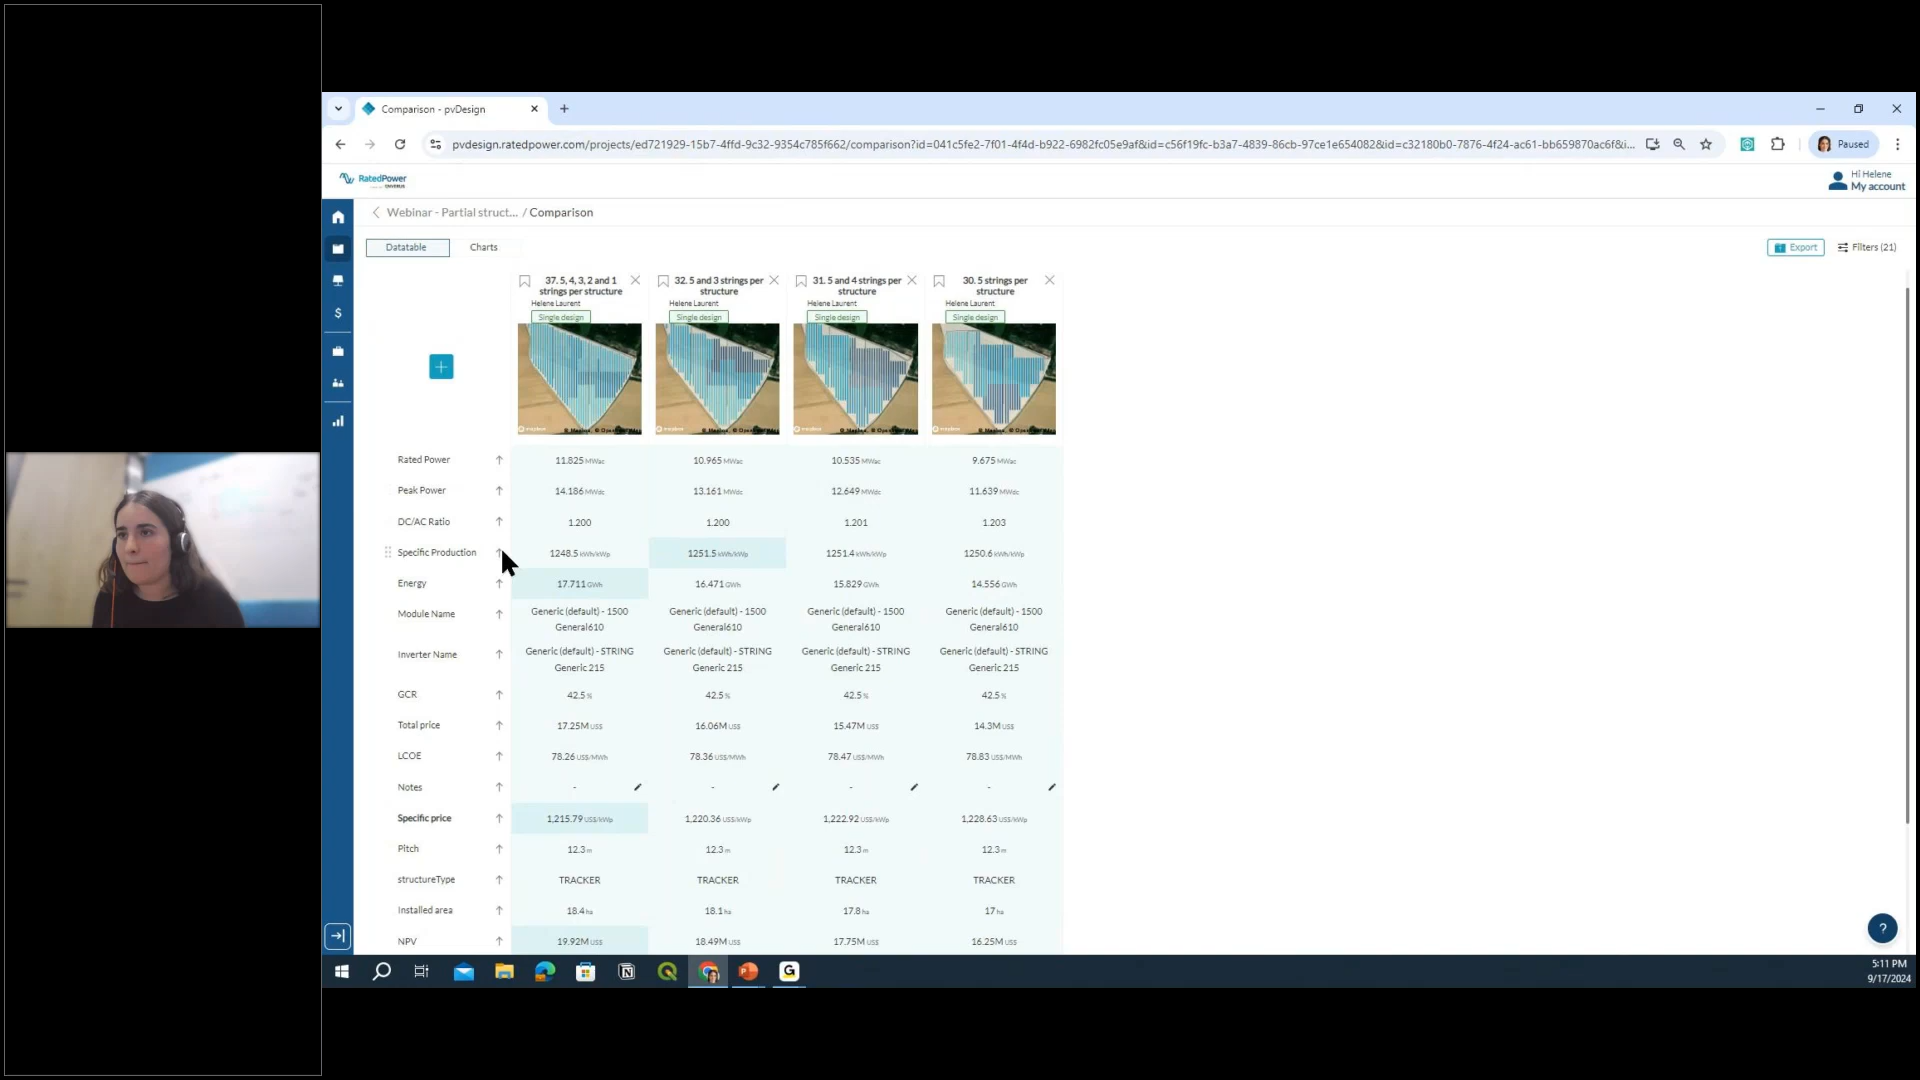 Comparison - pvDesign
pvdesign.ratedpower.com/projects/ed721929-15b7-4ffd-9c32-9354c785f662/comparison?id=041c5fe2-7f01-4f4d-b922-6982fc05e9af&id=c56f19fc-b3a7-4839-86cb-97ce1e654082&id=c32180b0-7876-4f24-ac61-bb659870ac6f&i...
Paused
RatedPower
Hi Helene
My account
Webinar - Partial struct... / Comparison
Datatable Charts
Export Filters (21)
37. 5, 4, 3, 2 and 1 strings per structure
Helene Laurent
Single design
32. 5 and 3 strings per structure
Helene Laurent
Single design
31. 5 and 4 strings per structure
Helene Laurent
Single design
30. 5 strings per structure
Helene Laurent
Single design
Rated Power 11.825 MWac 10.965 MWac 10.535 MWac 9.675 MWac
Peak Power 14.186 MWdc 13.161 MWdc 12.649 MWdc 11.639 MWdc
DC/AC Ratio 1.200 1.200 1.201 1.203
Specific Production 1248.5 kWh/kWp 1251.5 kWh/kWp 1251.4 kWh/kWp 1250.6 kWh/kWp
Energy 17.711 GWh 16.471 GWh 15.829 GWh 14.556 GWh
Module Name Generic (default) - 1500 General610 Generic (default) - 1500 General610 Generic (default) - 1500 General610 Generic (default) - 1500 General610
Inverter Name Generic (default) - STRING Generic 215 Generic (default) - STRING Generic 215 Generic (default) - STRING Generic 215 Generic (default) - STRING Generic 215
GCR 42.5 % 42.5 % 42.5 % 42.5 %
Total price 17.25M US$ 16.06M US$ 15.47M US$ 14.3M US$
LCOE 78.26 US$/MWh 78.36 US$/MWh 78.47 US$/MWh 78.83 US$/MWh
Notes - - - -
Specific price 1,215.79 US$/kWp 1,220.36 US$/kWp 1,222.92 US$/kWp 1,228.63 US$/kWp
Pitch 12.3 m 12.3 m 12.3 m 12.3 m
structureType TRACKER TRACKER TRACKER TRACKER
Installed area 18.4 ha 18.1 ha 17.8 ha 17 ha
NPV 19.92M US$ 18.49M US$ 17.75M US$ 16.25M US$
?
5:11 PM
9/17/2024